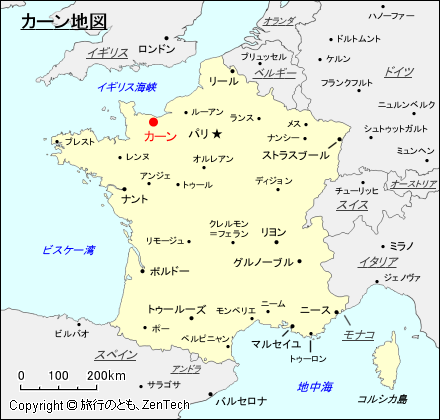 カーン地図
オランダ
ハノーファー
ロンドン
ドルトムント
イギリス
ブリュッセル
ケルン
リール
ベルギー
ドイツ
イギリス海峡
フランクフルト
ルーアン
ランス
メス
ニュルンベルク
カーン
パリ★
ナンシー
シュトゥットガルト
ブレスト
ストラスブール
レンヌ
オルレアン
ミュンヘン
アンジェ
トゥール
ディジョン
チューリッヒ
オーストリア
ナント
スイス
ビスケー湾
リモージュ
クレルモン
=フェラン
リヨン
ミラノ
グルノーブル
イタリア
ボルドー
ジェノヴァ
トゥールーズ
モンペリエ
ニーム
ニース
ビルバオ
ポー
モナコ
ペルピニャン
マルセイユ
スペイン
トゥーロン
アンドラ
0 100 200km
サラゴサ
地中海
コルシカ島
バルセロナ
Copyright © 旅行のとも、ZenTech